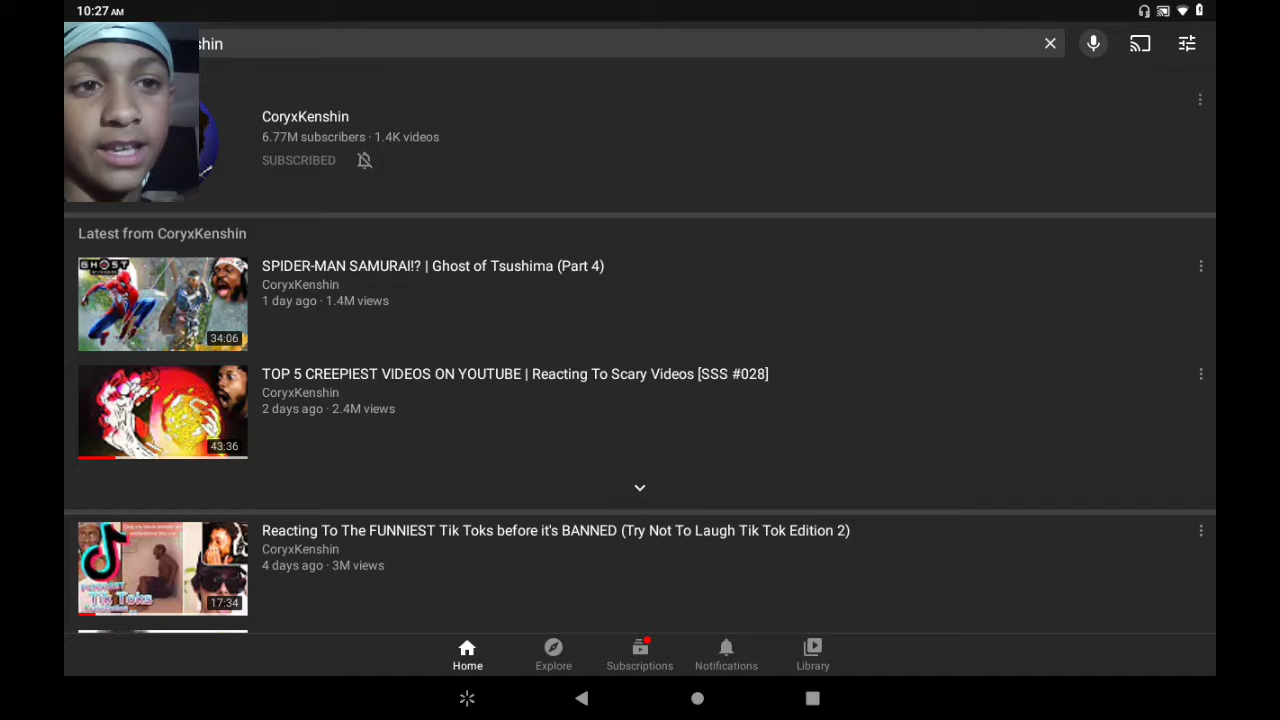 10:27 AM
shin
CoryxKenshin
6.77M subscribers · 1.4K videos
SUBSCRIBED
Latest from CoryxKenshin
SPIDER-MAN SAMURAI!? | Ghost of Tsushima (Part 4)
CoryxKenshin
1 day ago · 1.4M views
GHOST
34:06
TOP 5 CREEPIEST VIDEOS ON YOUTUBE | Reacting To Scary Videos [SSS #028]
CoryxKenshin
2 days ago · 2.4M views
43:36
Reacting To The FUNNIEST Tik Toks before it's BANNED (Try Not To Laugh Tik Tok Edition 2)
CoryxKenshin
4 days ago · 3M views
Tik Toks
17:34
Home
Explore
Subscriptions
Notifications
Library